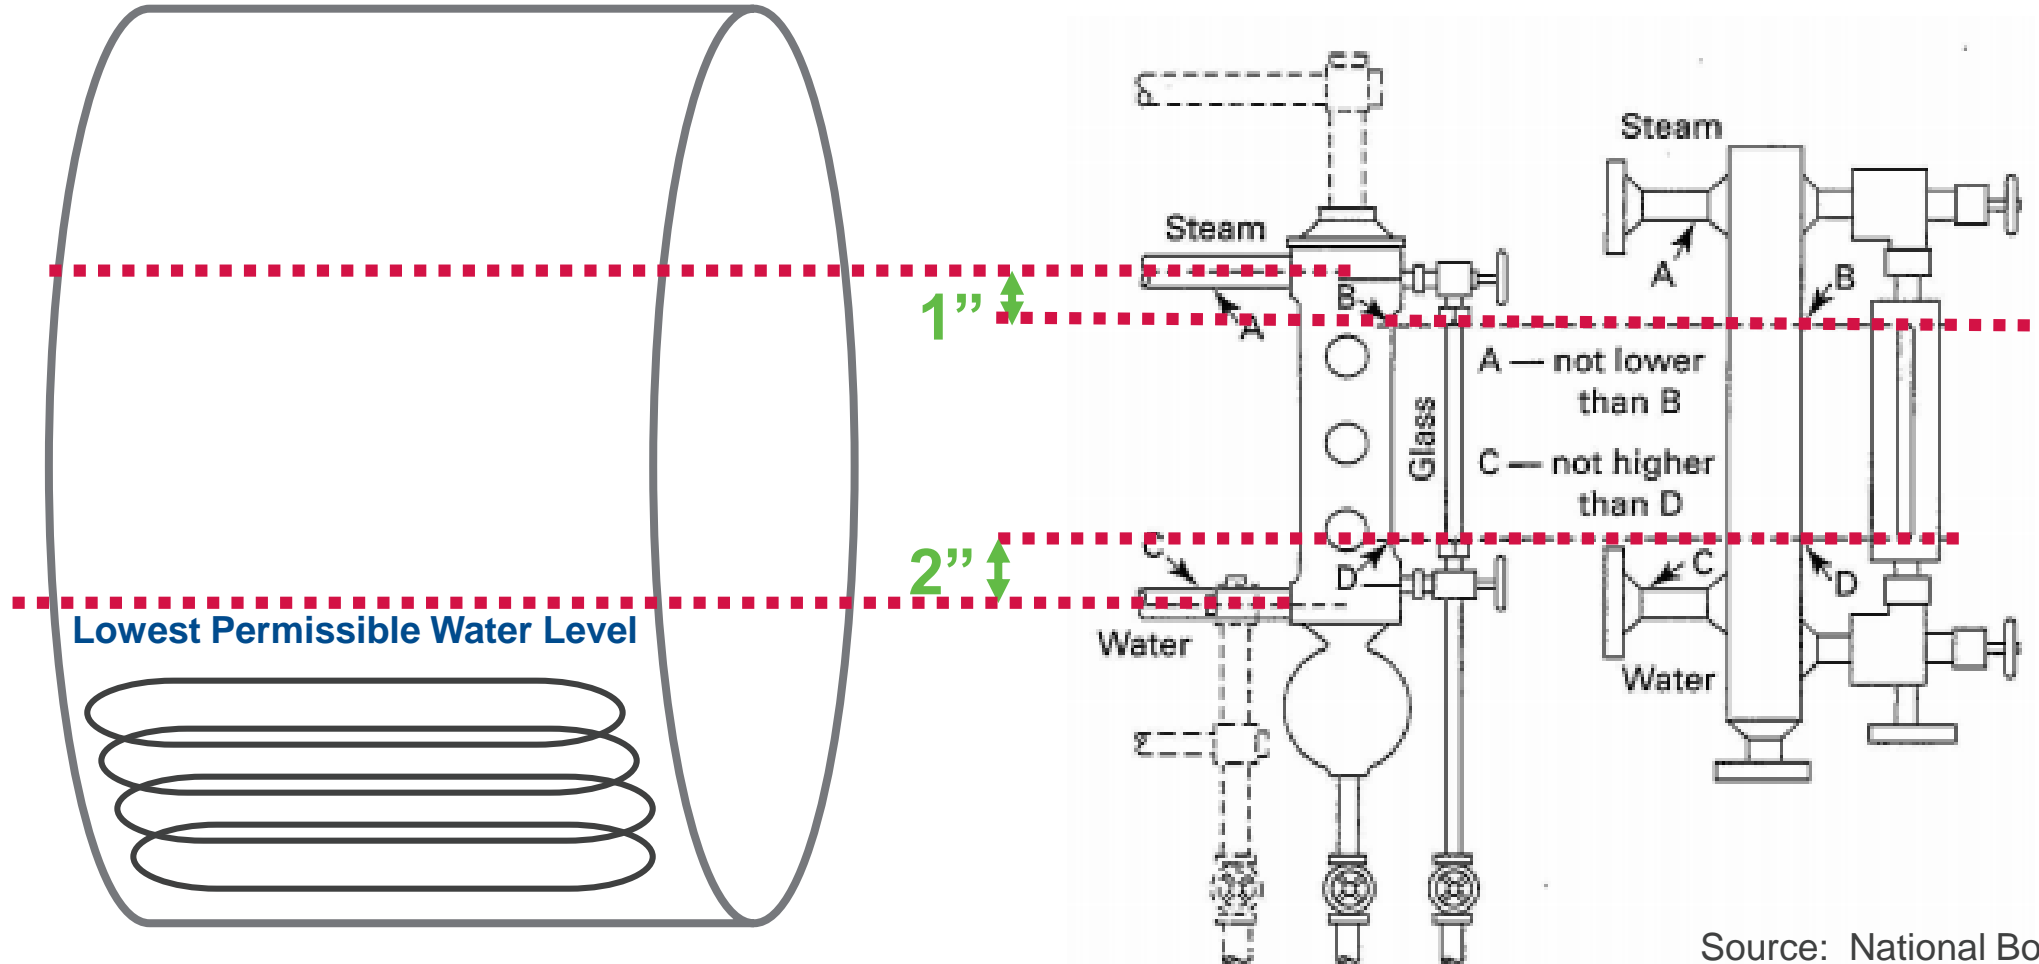 Steam
Steam
A
B
1”
B
A
A — not lower
than B
Glass
C — not higher
than D
2”
C
D
C
D
Lowest Permissible Water Level
Water
Water
Source:  National Bo